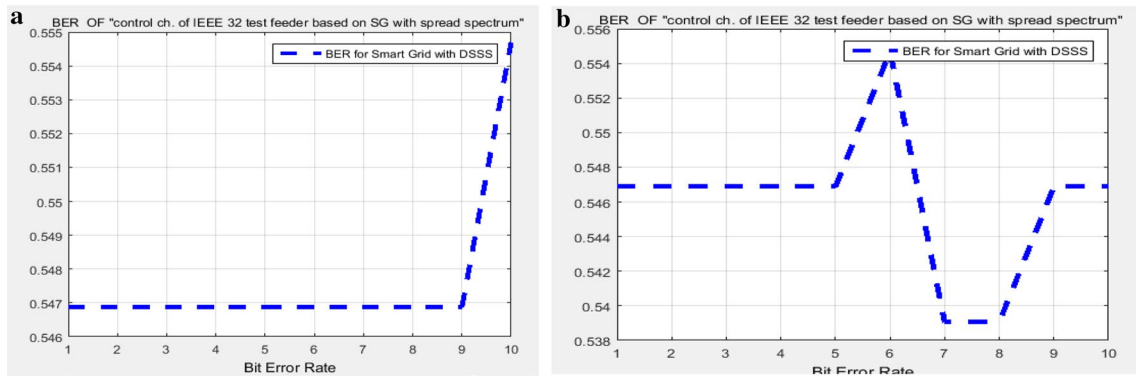 a
BER OF "control ch. of IEEE 32 test feeder based on SG with spread spectrum"
BER for Smart Grid with DSSS
0.555
0.554
0.553
0.552
0.551
0.55
0.549
0.548
0.547
0.546
1 2 3 4 5 6 7 8 9 10
Bit Error Rate
b
BER OF "control ch. of IEEE 32 test feeder based on SG with spread spectrum"
BER for Smart Grid with DSSS
0.556
0.554
0.552
0.55
0.548
0.546
0.544
0.542
0.54
0.538
1 2 3 4 5 6 7 8 9 10
Bit Error Rate